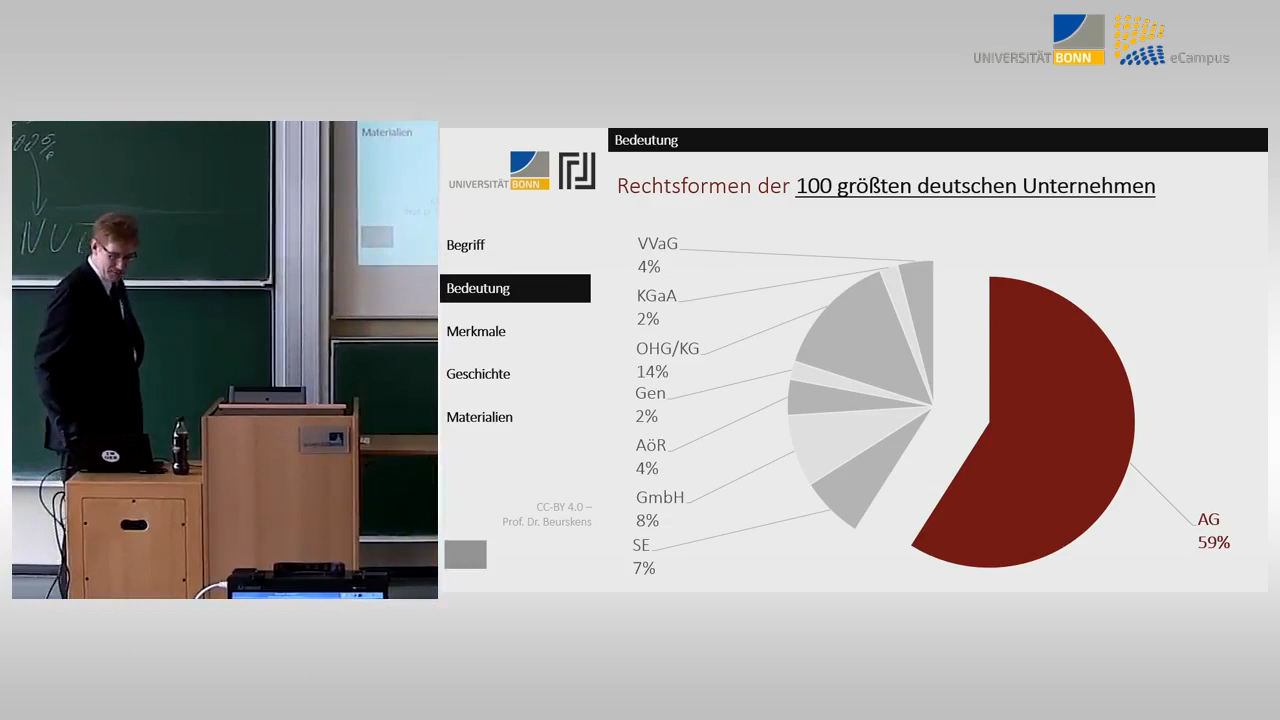 UNIVERSITÄT BONN eCampus
Materialien
NUT
Bedeutung
UNIVERSITÄT BONN
Rechtsformen der 100 größten deutschen Unternehmen
Begriff
Bedeutung
Merkmale
Geschichte
Materialien
CC-BY 4.0 –
Prof. Dr. Beurskens
VVaG
4%
KGaA
2%
OHG/KG
14%
Gen
2%
AöR
4%
GmbH
8%
SE
7%
AG
59%